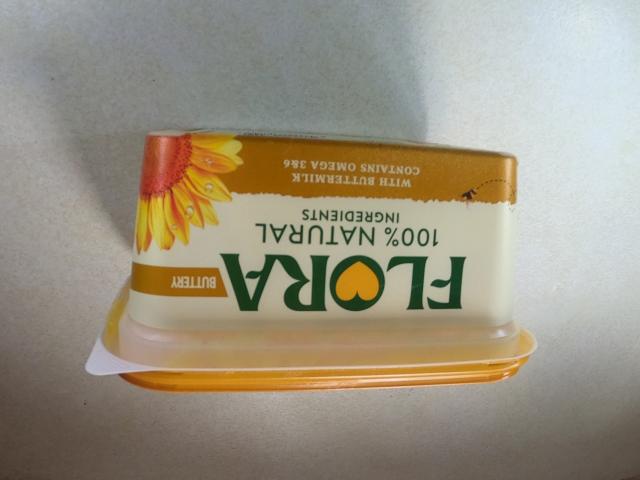 FLORA
BUTTERY
100% NATURAL
INGREDIENTS
WITH BUTTERMILK
CONTAINS OMEGA 3&6